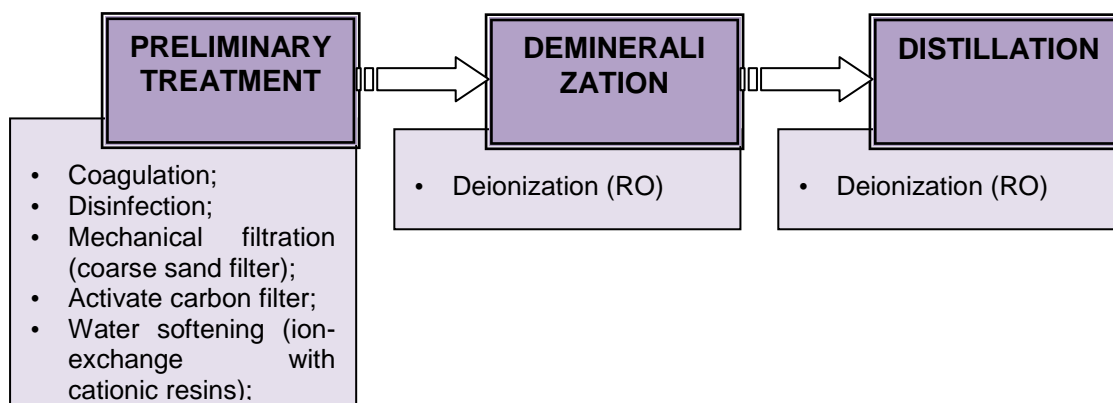 PRELIMINARY
TREATMENT
• Coagulation;
• Disinfection;
• Mechanical filtration
(coarse sand filter);
• Activate carbon filter;
• Water softening (ion-
exchange with
cationic resins);
DEMINERALI
ZATION
• Deionization (RO)
DISTILLATION
• Deionization (RO)